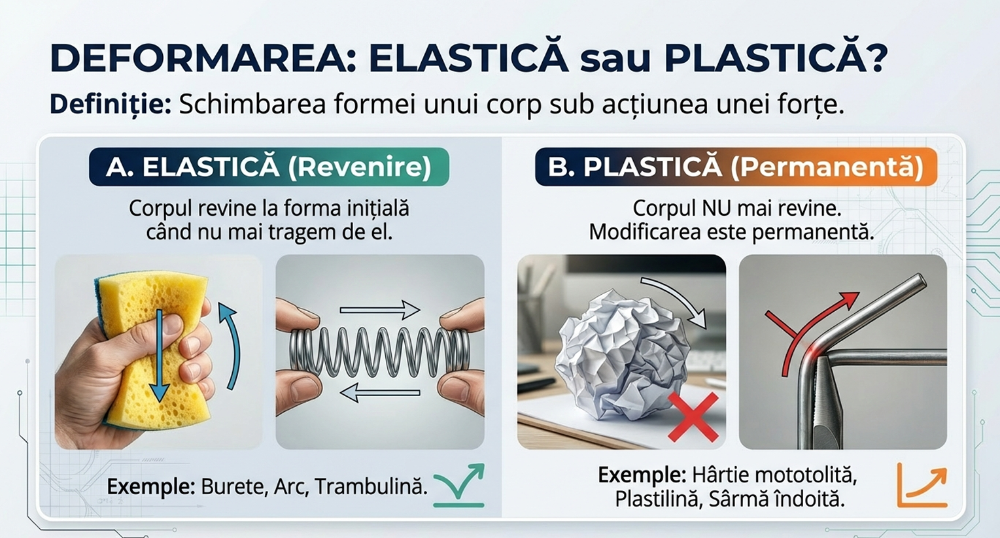 DEFORMAREA: ELASTICĂ sau PLASTICĂ?
Definiție: Schimbarea formei unui corp sub acțiunea unei forțe.
A. ELASTICĂ (Revenire)
Corpul revine la forma inițială
când nu mai tragem de el.
Exemple: Burete, Arc, Trambulină.
B. PLASTICĂ (Permanentă)
Corpul NU mai revine.
Modificarea este permanentă.
Exemple: Hârtie mototolită,
Plastilină, Sârmă îndoită.